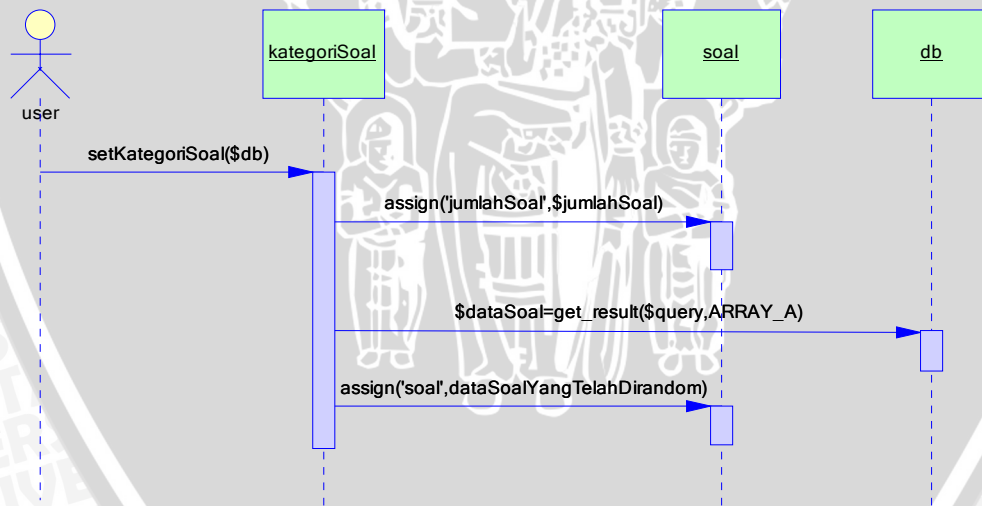 kategoriSoal
soal
db
user
setKategoriSoal($db)
assign('jumlahSoal',$jumlahSoal)
$dataSoal=get_result($query,ARRAY_A)
assign('soal',dataSoalYangTelahDirandom)